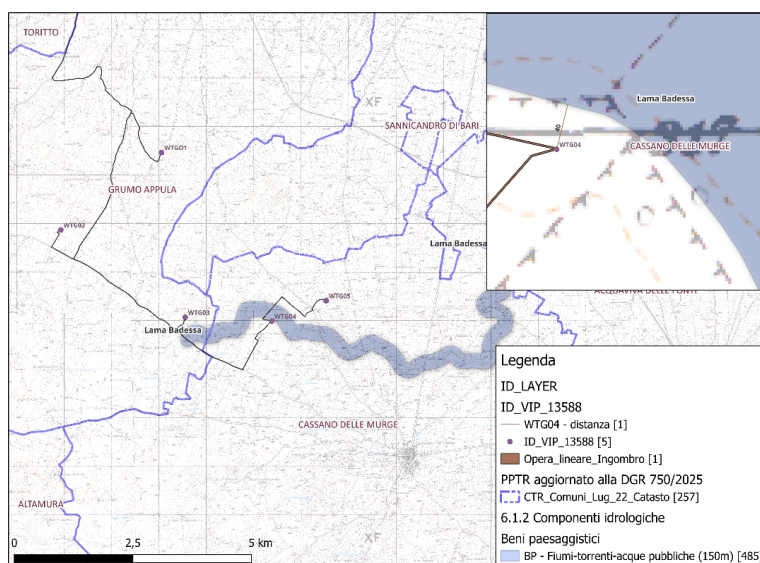 TORITTO
XF
SANNICANDRO DI BARI
WTG01
GRUMO APPULA
WTG02
Lama Badessa
WTG05
WTG03
WTG04
Lama Badessa
CASSANO DELLE MURGE
ALTAMURA
XF
0 2,5 5 km
Lama Badessa
40
CASSANO DELLE MURGE
WTG04
ACQUAVIVA DELLE FONTI
Legenda
ID_LAYER
ID_VIP_13588
WTG04 - distanza [1]
ID_VIP_13588 [5]
Opera_lineare_Ingombro [1]
PPTR aggiornato alla DGR 750/2025
CTR_Comuni_Lug_22_Catasto [257]
6.1.2 Componenti idrologiche
Beni paesaggistici
BP - Fiumi-torrenti-acque pubbliche (150m) [485]